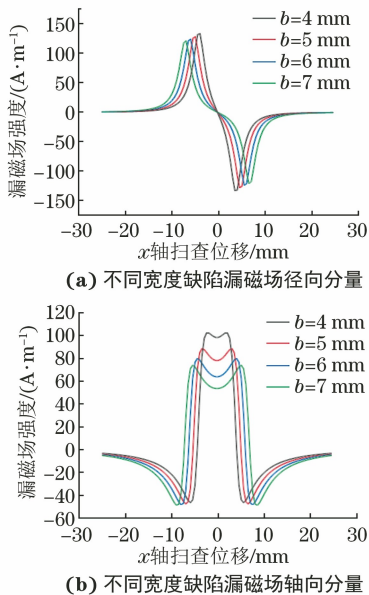 漏磁场强度/(A·m⁻¹)
150
100
50
0
−50
−100
−150
b=4 mm
b=5 mm
b=6 mm
b=7 mm
−30 −20 −10 0 10 20 30
x轴扫查位移/mm
(a) 不同宽度缺陷漏磁场径向分量
漏磁场强度/(A·m⁻¹)
120
100
80
60
40
20
0
−20
−40
−60
b=4 mm
b=5 mm
b=6 mm
b=7 mm
−30 −20 −10 0 10 20 30
x轴扫查位移/mm
(b) 不同宽度缺陷漏磁场轴向分量